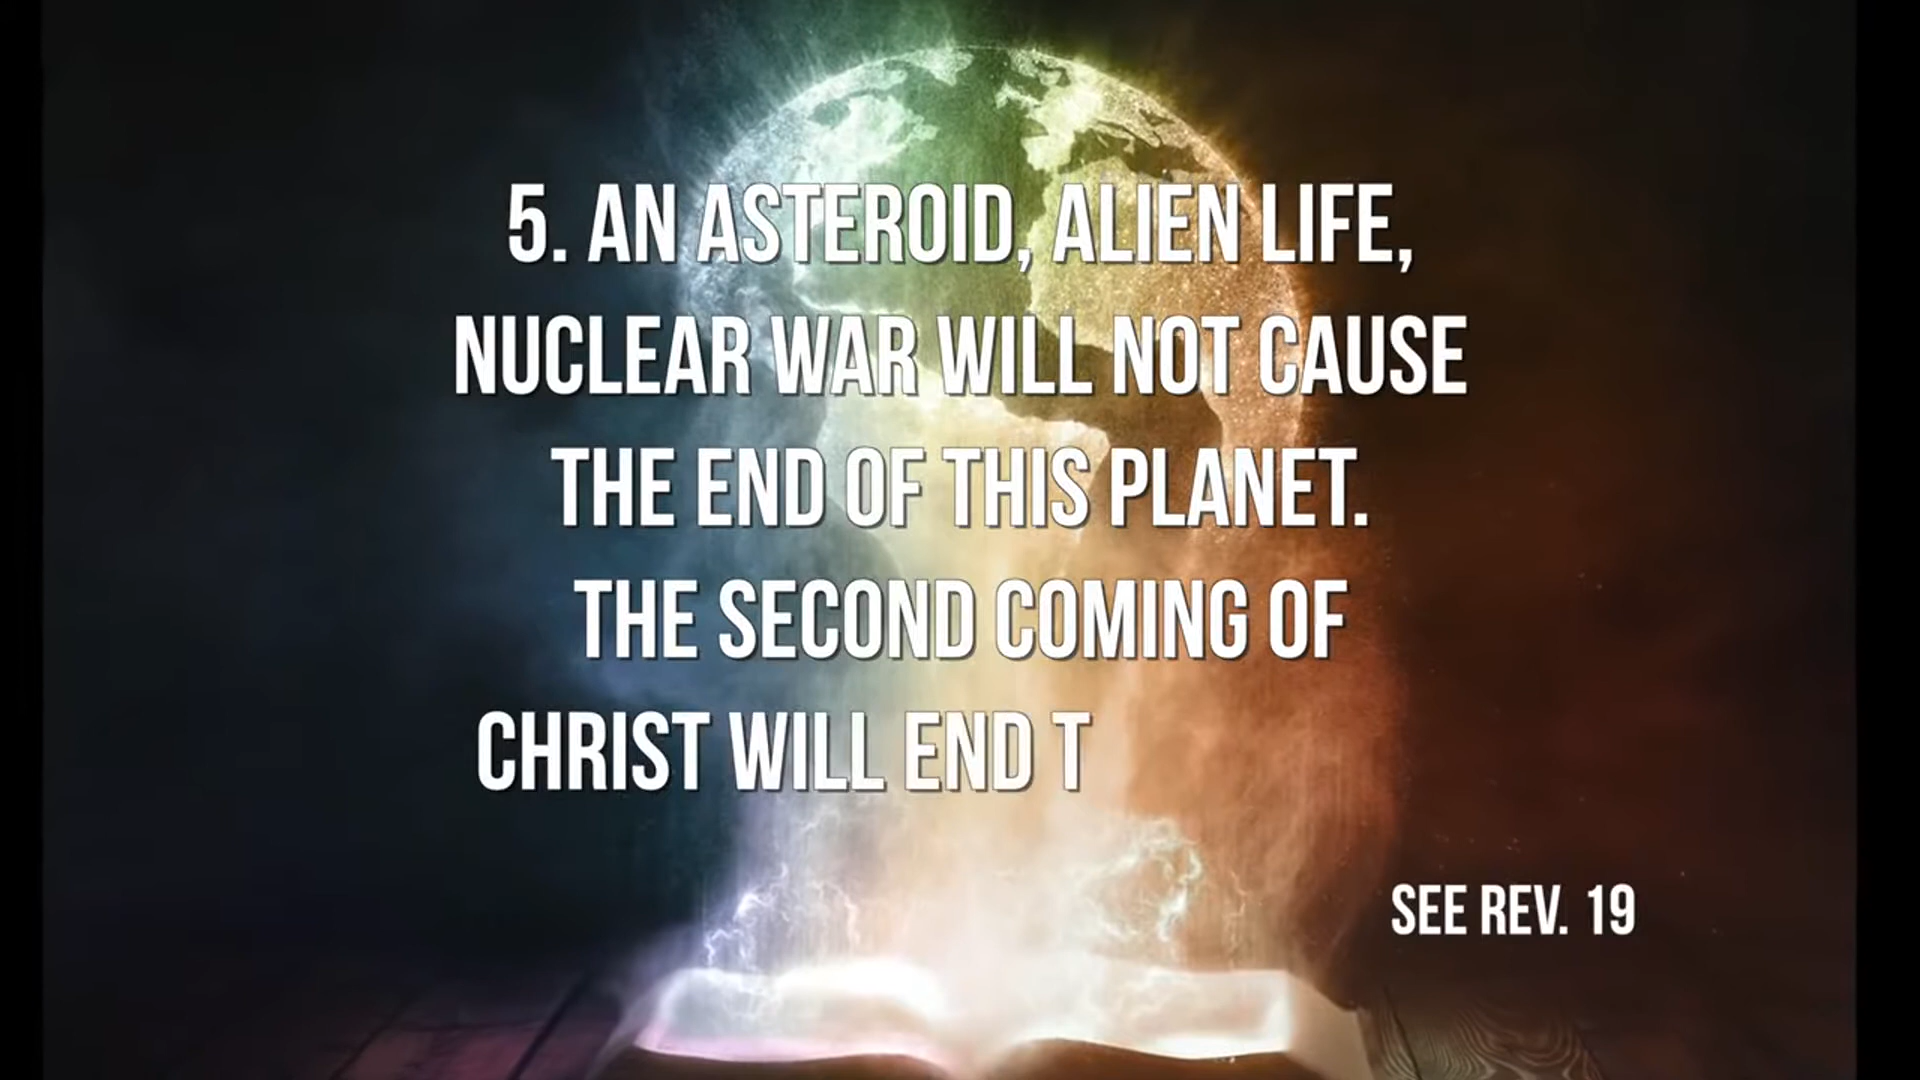 5. AN ASTEROID, ALIEN LIFE,
NUCLEAR WAR WILL NOT CAUSE
THE END OF THIS PLANET.
THE SECOND COMING OF
CHRIST WILL END T
SEE REV. 19